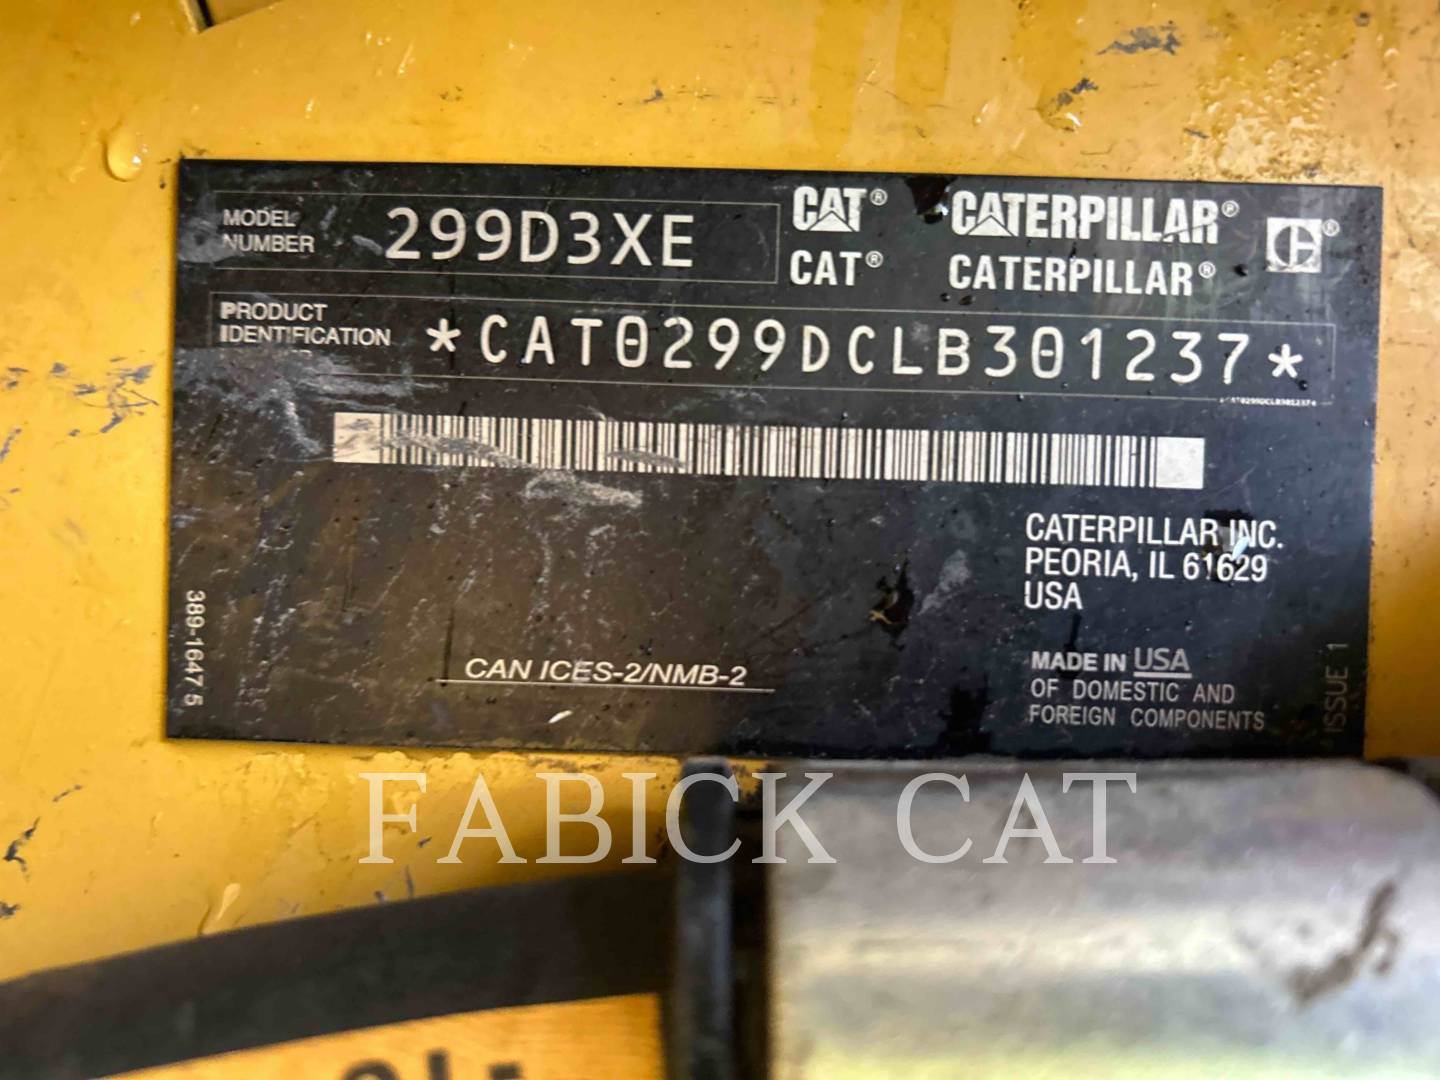 MODEL NUMBER
299D3XE
CAT® CATERPILLAR®
CAT® CATERPILLAR®
PRODUCT
IDENTIFICATION
*CAT0299DCLB301237*
*CAT0299DCLB301237*
CATERPILLAR INC.
PEORIA, IL 61629
USA
389-1647 5
CAN ICES-2/NMB-2
MADE IN USA
OF DOMESTIC AND
FOREIGN COMPONENTS
ISSUE 1
FABICK CAT